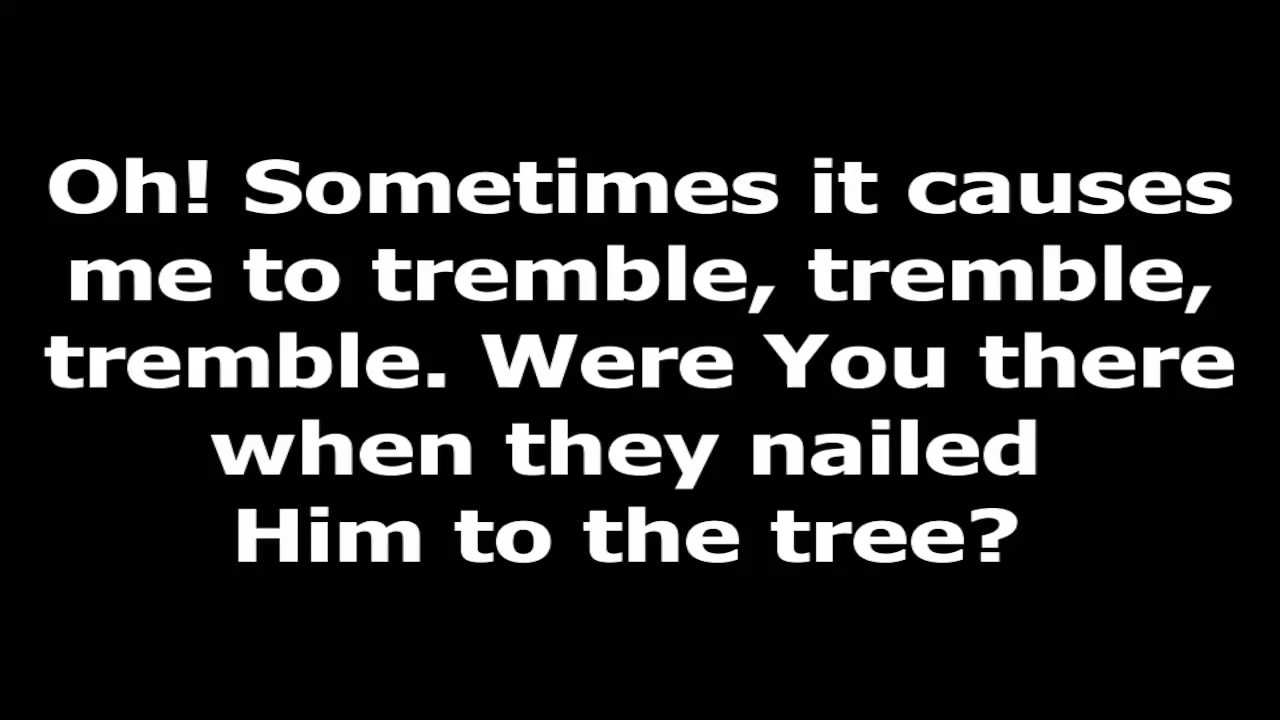 Oh! Sometimes it causes
me to tremble, tremble,
tremble. Were You there
when they nailed
Him to the tree?